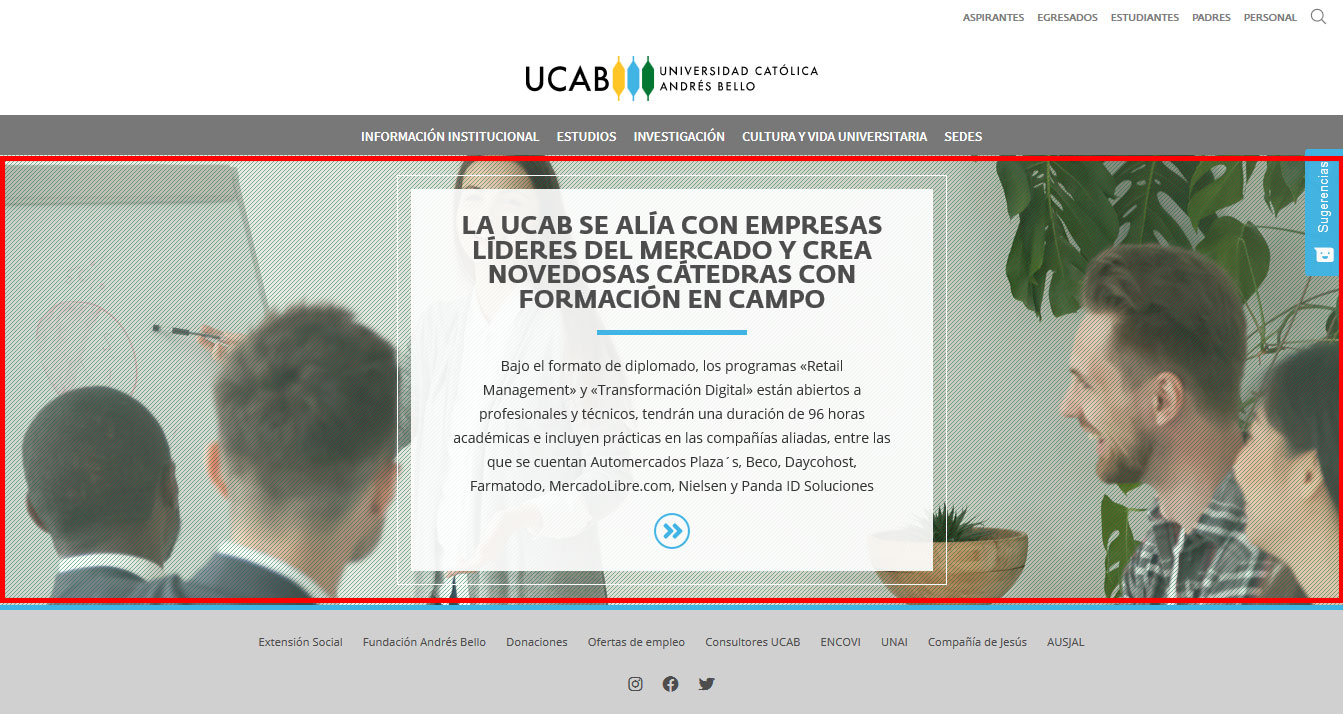 ASPIRANTES EGRESADOS ESTUDIANTES PADRES PERSONAL
UCAB UNIVERSIDAD CATÓLICA
ANDRÉS BELLO
INFORMACIÓN INSTITUCIONAL ESTUDIOS INVESTIGACIÓN CULTURA Y VIDA UNIVERSITARIA SEDES
Sugerencias
LA UCAB SE ALÍA CON EMPRESAS
LÍDERES DEL MERCADO Y CREA
NOVEDOSAS CÁTEDRAS CON
FORMACIÓN EN CAMPO
Bajo el formato de diplomado, los programas «Retail
Management» y «Transformación Digital» están abiertos a
profesionales y técnicos, tendrán una duración de 96 horas
académicas e incluyen prácticas en las compañías aliadas, entre las
que se cuentan Automercados Plaza´s, Beco, Daycohost,
Farmatodo, MercadoLibre.com, Nielsen y Panda ID Soluciones
Extensión Social Fundación Andrés Bello Donaciones Ofertas de empleo Consultores UCAB ENCOVI UNAI Compañía de Jesús AUSJAL